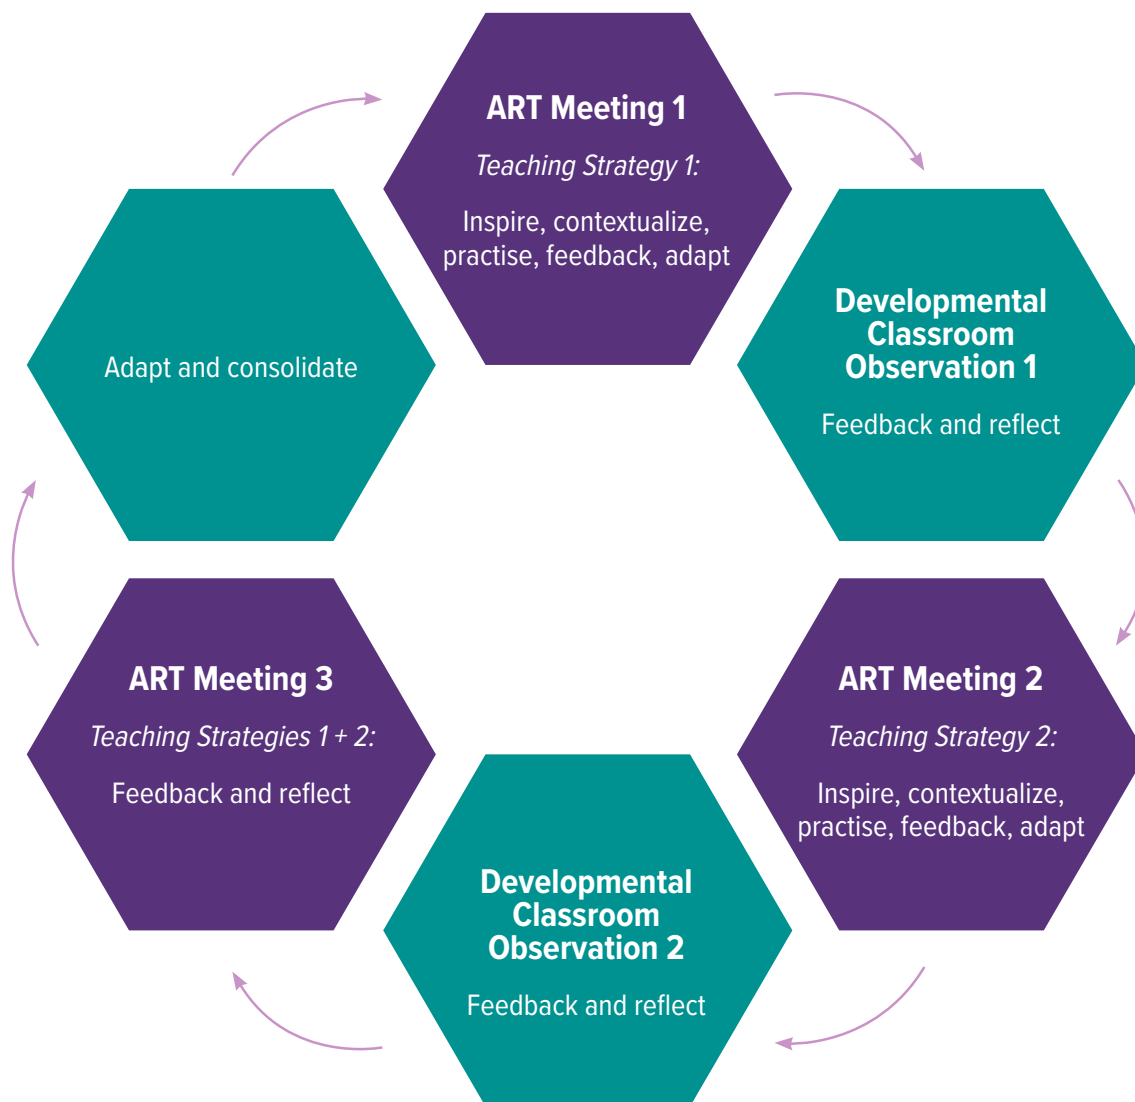 ART Meeting 1
Teaching Strategy 1:
Inspire, contextualize,
practise, feedback, adapt
Developmental
Classroom
Observation 1
Feedback and reflect
ART Meeting 2
Teaching Strategy 2:
Inspire, contextualize,
practise, feedback, adapt
Developmental
Classroom
Observation 2
Feedback and reflect
ART Meeting 3
Teaching Strategies 1 + 2:
Feedback and reflect
Adapt and consolidate